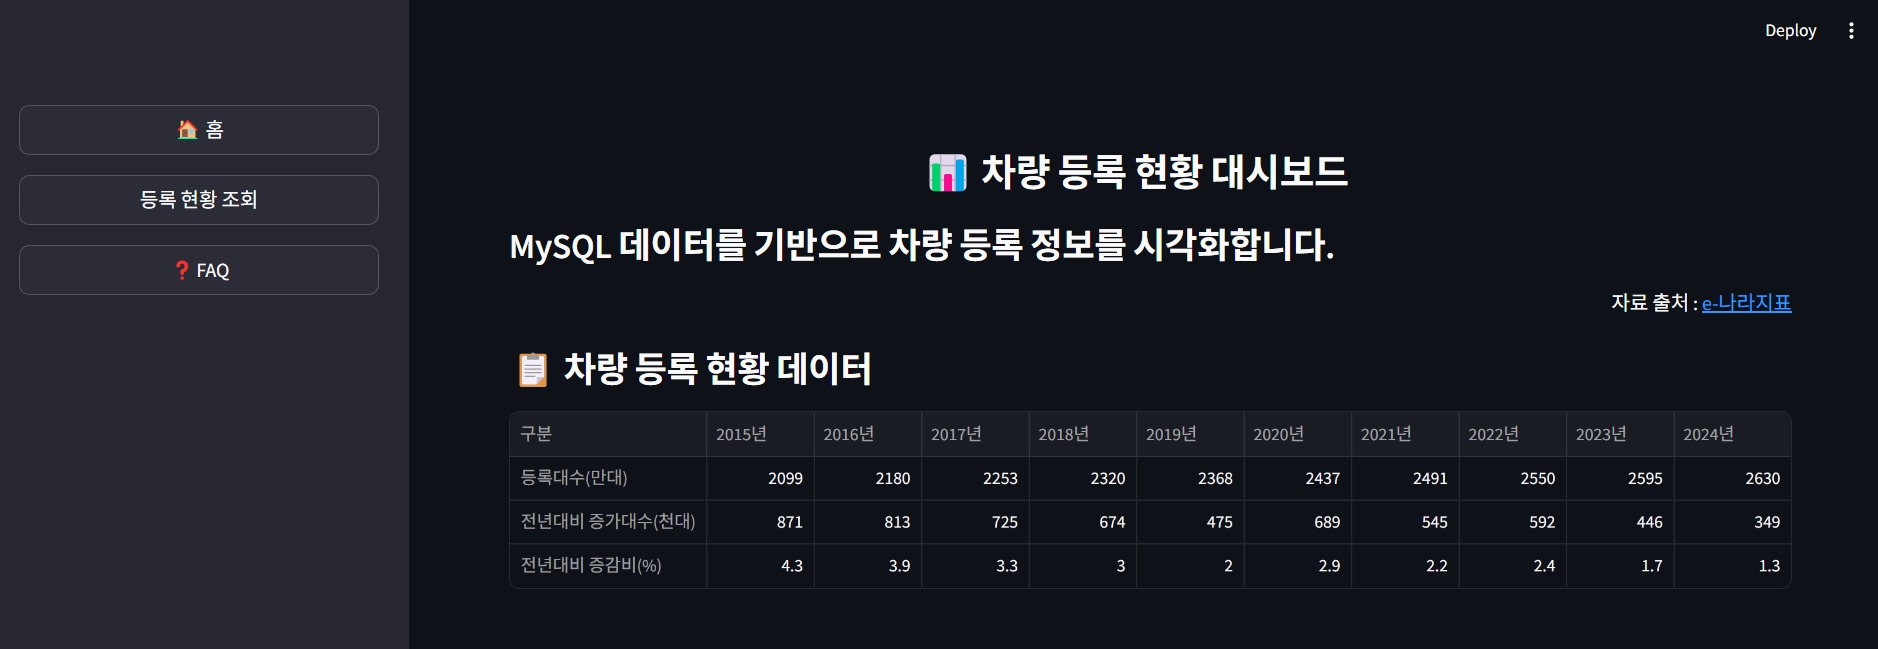 Deploy
🏠 홈
등록 현황 조회
❓ FAQ
📊 차량 등록 현황 대시보드
MySQL 데이터를 기반으로 차량 등록 정보를 시각화합니다.
자료 출처 : e-나라지표
📋 차량 등록 현황 데이터
구분 2015년 2016년 2017년 2018년 2019년 2020년 2021년 2022년 2023년 2024년
등록대수(만대) 2099 2180 2253 2320 2368 2437 2491 2550 2595 2630
전년대비 증가대수(천대) 871 813 725 674 475 689 545 592 446 349
전년대비 증감비(%) 4.3 3.9 3.3 3 2 2.9 2.2 2.4 1.7 1.3